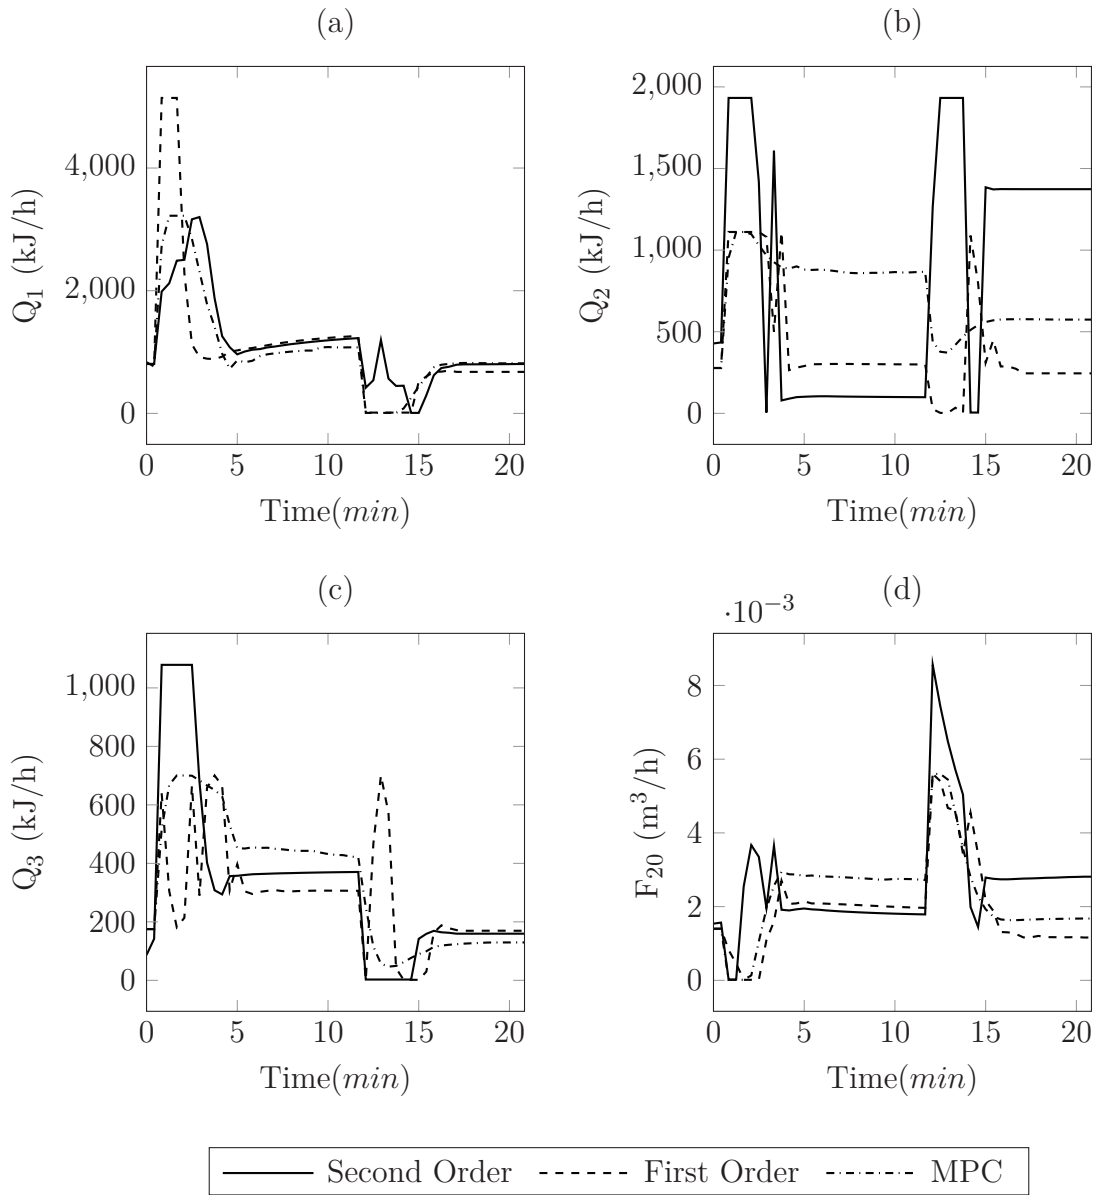 (a)
Q1 (kJ/h)
4,000
2,000
0
0 5 10 15 20
Time(min)
(b)
Q2 (kJ/h)
2,000
1,500
1,000
500
0
0 5 10 15 20
Time(min)
(c)
Q3 (kJ/h)
1,000
800
600
400
200
0
0 5 10 15 20
Time(min)
(d)
·10−3
F20 (m3/h)
8
6
4
2
0
0 5 10 15 20
Time(min)
Second Order First Order MPC